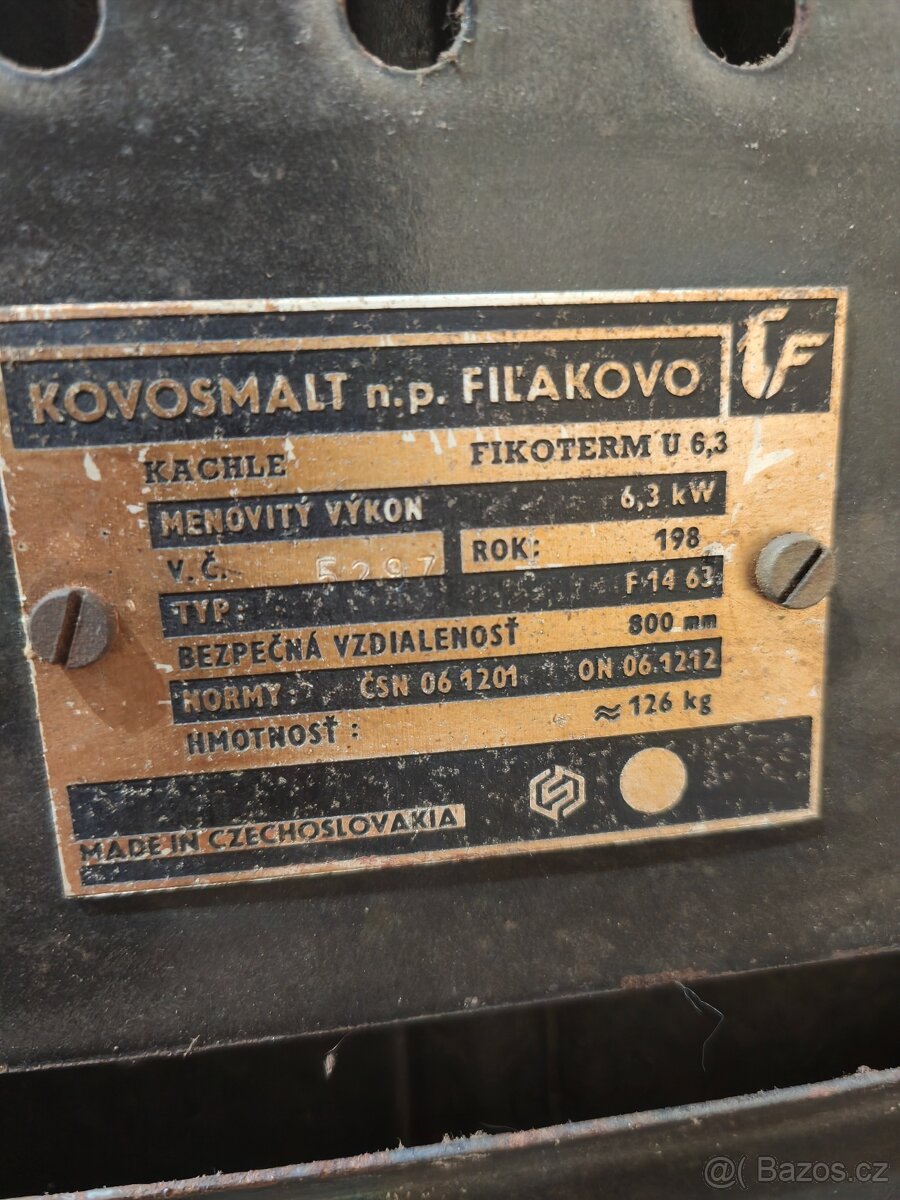 KOVOSMALT n.p. FIĽAKOVO
KACHLE FIKOTERM U 6,3
MENOVITÝ VÝKON 6,3 kW
V. Č. 5297 ROK: 198
TYP: F 14 63
BEZPEČNÁ VZDIALENOSŤ 800 mm
NORMY: ČSN 06 1201 ON 06.1212
HMOTNOSŤ: ≈ 126 kg
MADE IN CZECHOSLOVAKIA
@( Bazos.cz